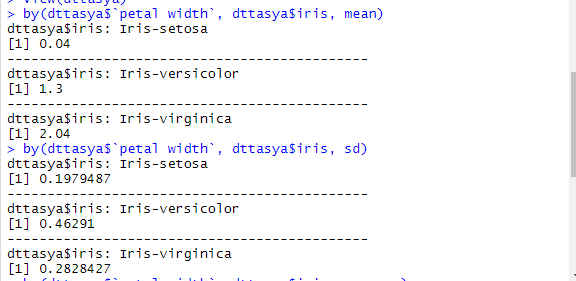 > View(dttasya)
> by(dttasya$`petal width`, dttasya$iris, mean)
dttasya$iris: Iris-setosa
[1] 0.04
---------------------------------------------
dttasya$iris: Iris-versicolor
[1] 1.3
---------------------------------------------
dttasya$iris: Iris-virginica
[1] 2.04
> by(dttasya$`petal width`, dttasya$iris, sd)
dttasya$iris: Iris-setosa
[1] 0.1979487
---------------------------------------------
dttasya$iris: Iris-versicolor
[1] 0.46291
---------------------------------------------
dttasya$iris: Iris-virginica
[1] 0.2828427